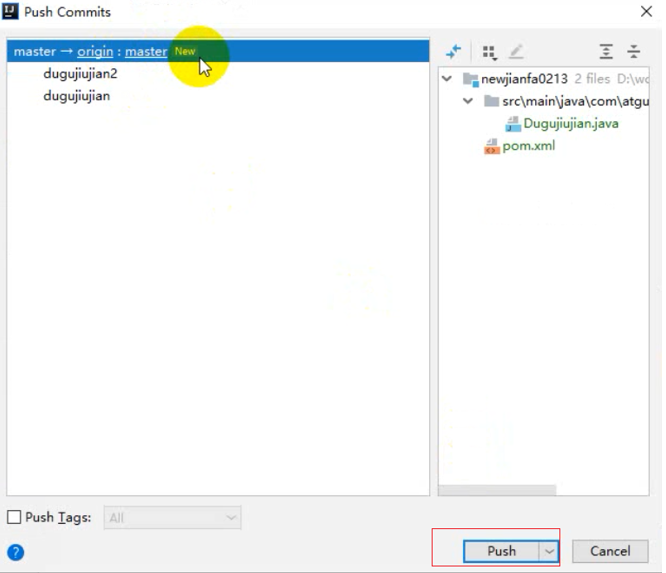 Push Commits
master → origin : master New
dugujiujian2
dugujiujian
newjianfa0213 2 files D:\wo
src\main\java\com\atgu
Dugujiujian.java
pom.xml
Push Tags: All
Push
Cancel